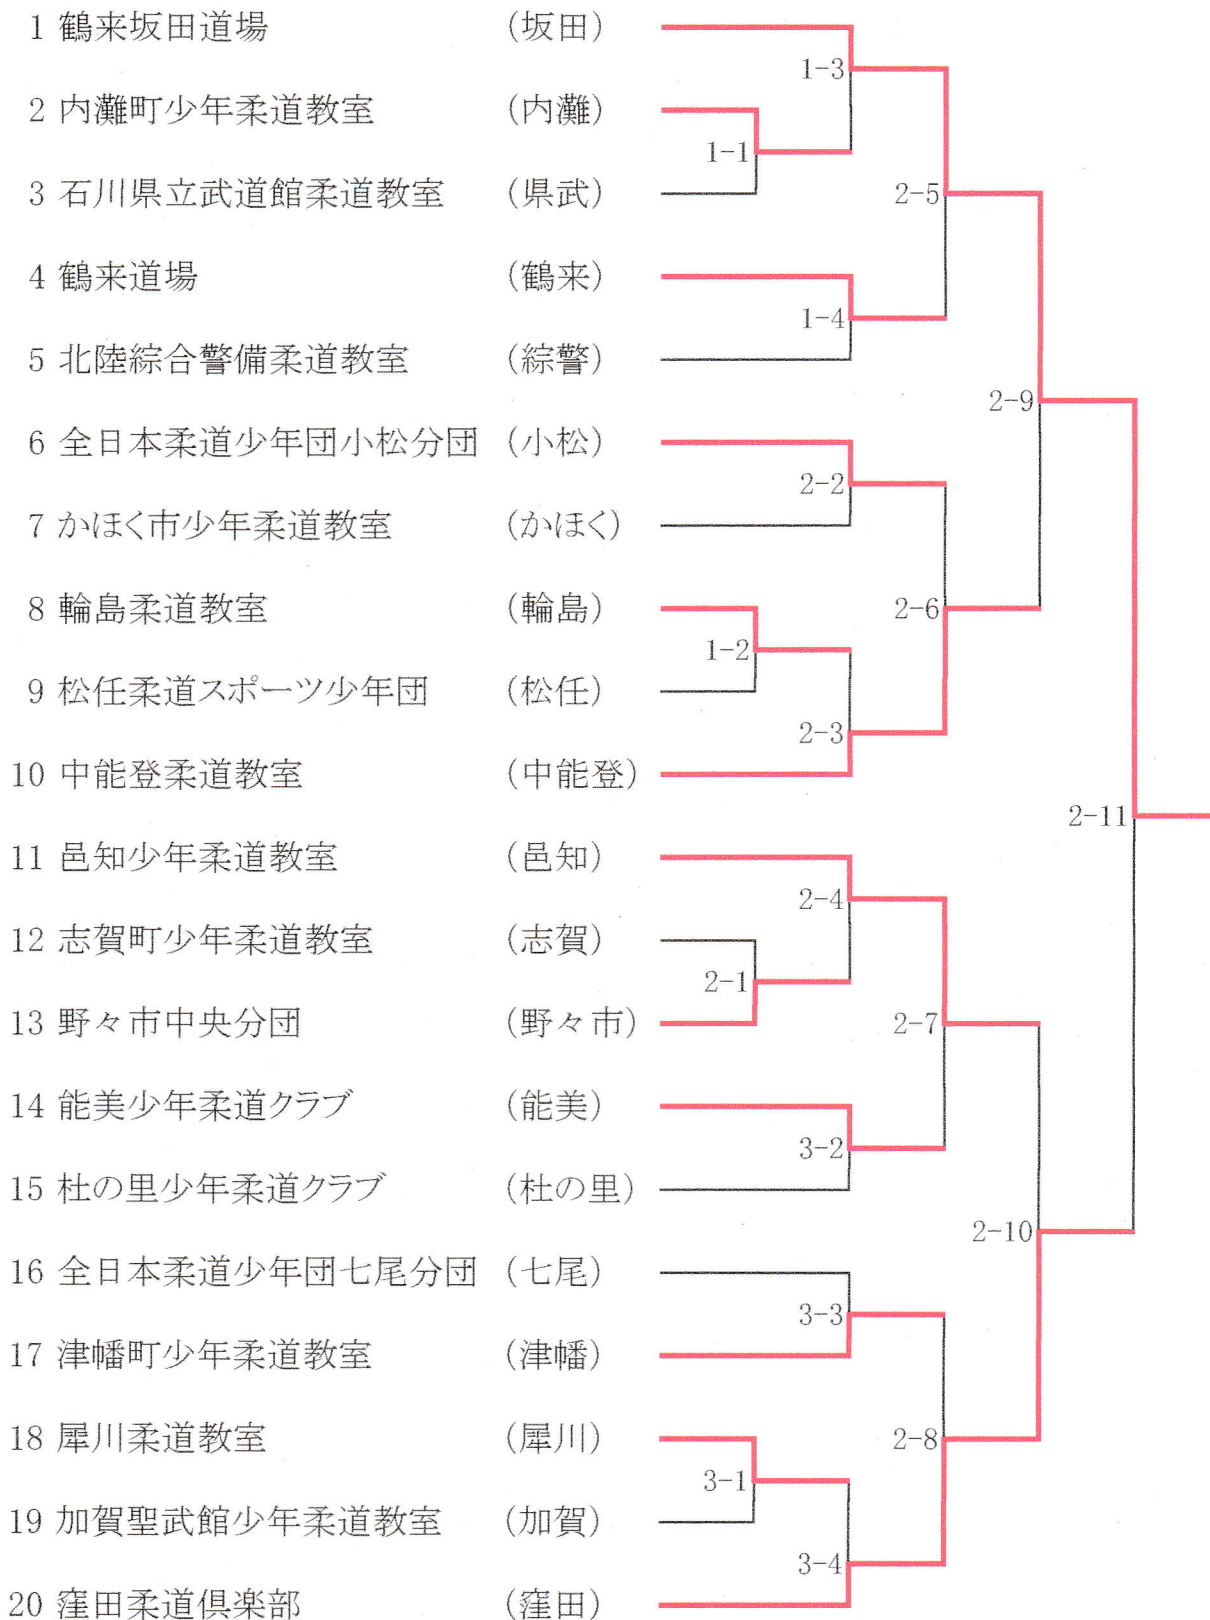 1 鶴来坂田道場 (坂田)
1-3
2 内灘町少年柔道教室 (内灘)
1-1
3 石川県立武道館柔道教室 (県武)
2-5
4 鶴来道場 (鶴来)
1-4
5 北陸綜合警備柔道教室 (綜警)
2-9
6 全日本柔道少年団小松分団 (小松)
2-2
7 かほく市少年柔道教室 (かほく)
8 輪島柔道教室 (輪島)
2-6
1-2
9 松任柔道スポーツ少年団 (松任)
2-3
10 中能登柔道教室 (中能登)
2-11
11 邑知少年柔道教室 (邑知)
2-4
12 志賀町少年柔道教室 (志賀)
2-1
13 野々市中央分団 (野々市)
2-7
14 能美少年柔道クラブ (能美)
3-2
15 杜の里少年柔道クラブ (杜の里)
2-10
16 全日本柔道少年団七尾分団 (七尾)
3-3
17 津幡町少年柔道教室 (津幡)
18 犀川柔道教室 (犀川)
2-8
3-1
19 加賀聖武館少年柔道教室 (加賀)
3-4
20 窪田柔道倶楽部 (窪田)